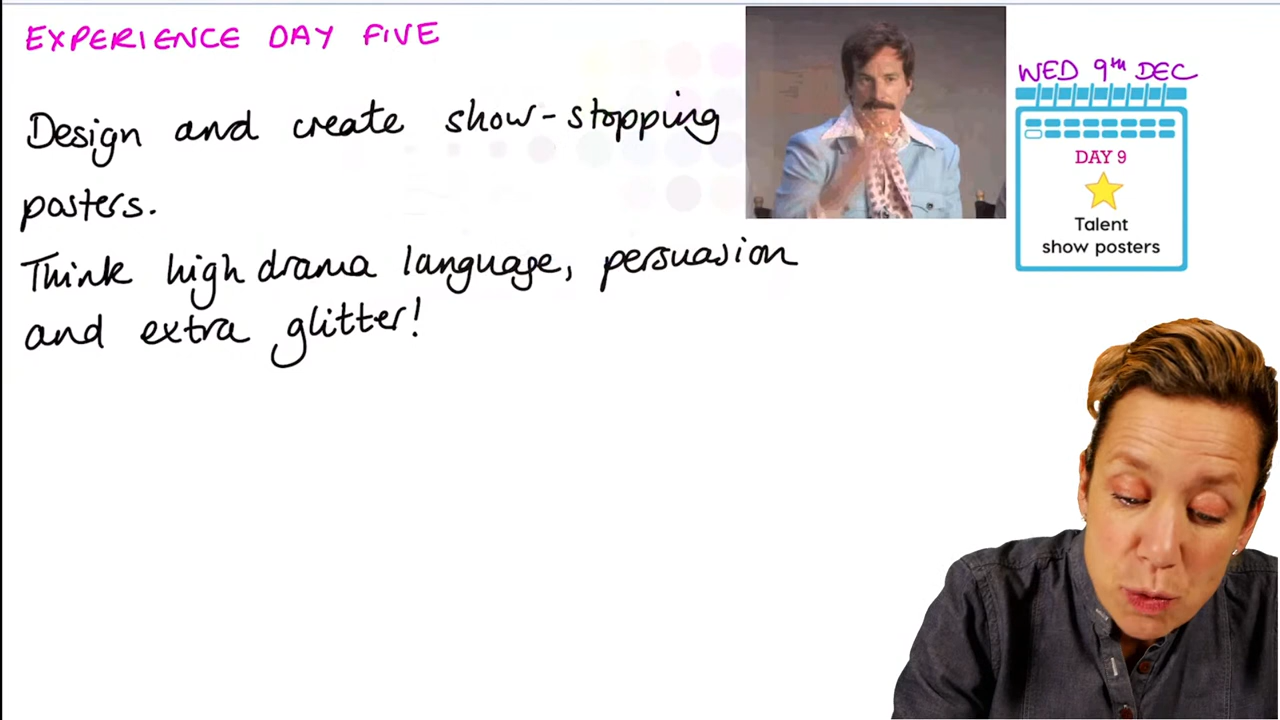 EXPERIENCE DAY FIVE
Design and create show-stopping
posters.
Think high drama language, persuasion
and extra glitter!
WED 9th DEC
DAY 9
Talent
show posters